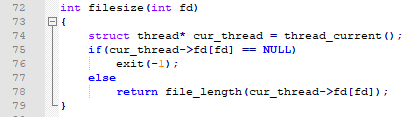 72 int filesize(int fd)
73 {
74 struct thread* cur_thread = thread_current();
75 if(cur_thread->fd[fd] == NULL)
76 exit(-1);
77 else
78 return file_length(cur_thread->fd[fd]);
79 }